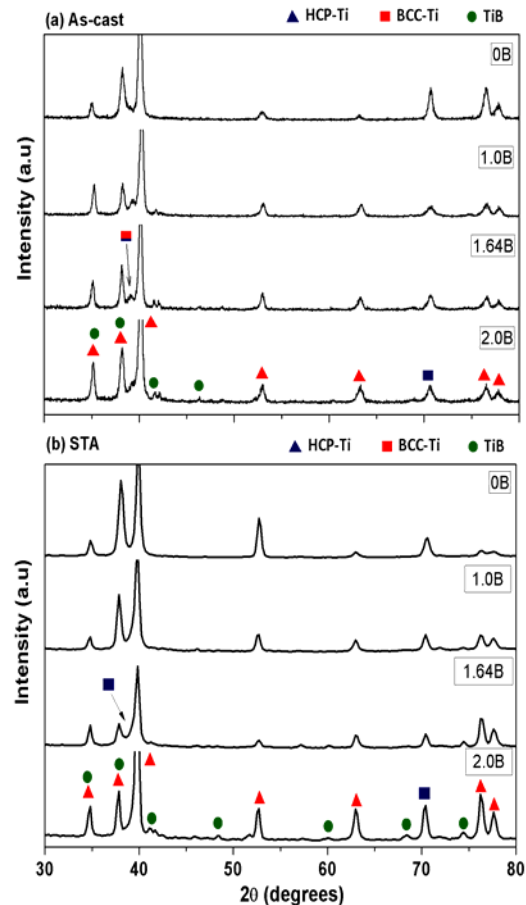 (a) As-cast
HCP-Ti BCC-Ti TiB
0B
1.0B
1.64B
2.0B
Intensity (a.u)
(b) STA
HCP-Ti BCC-Ti TiB
0B
1.0B
1.64B
2.0B
Intensity (a.u)
30 40 50 60 70 80
2θ (degrees)